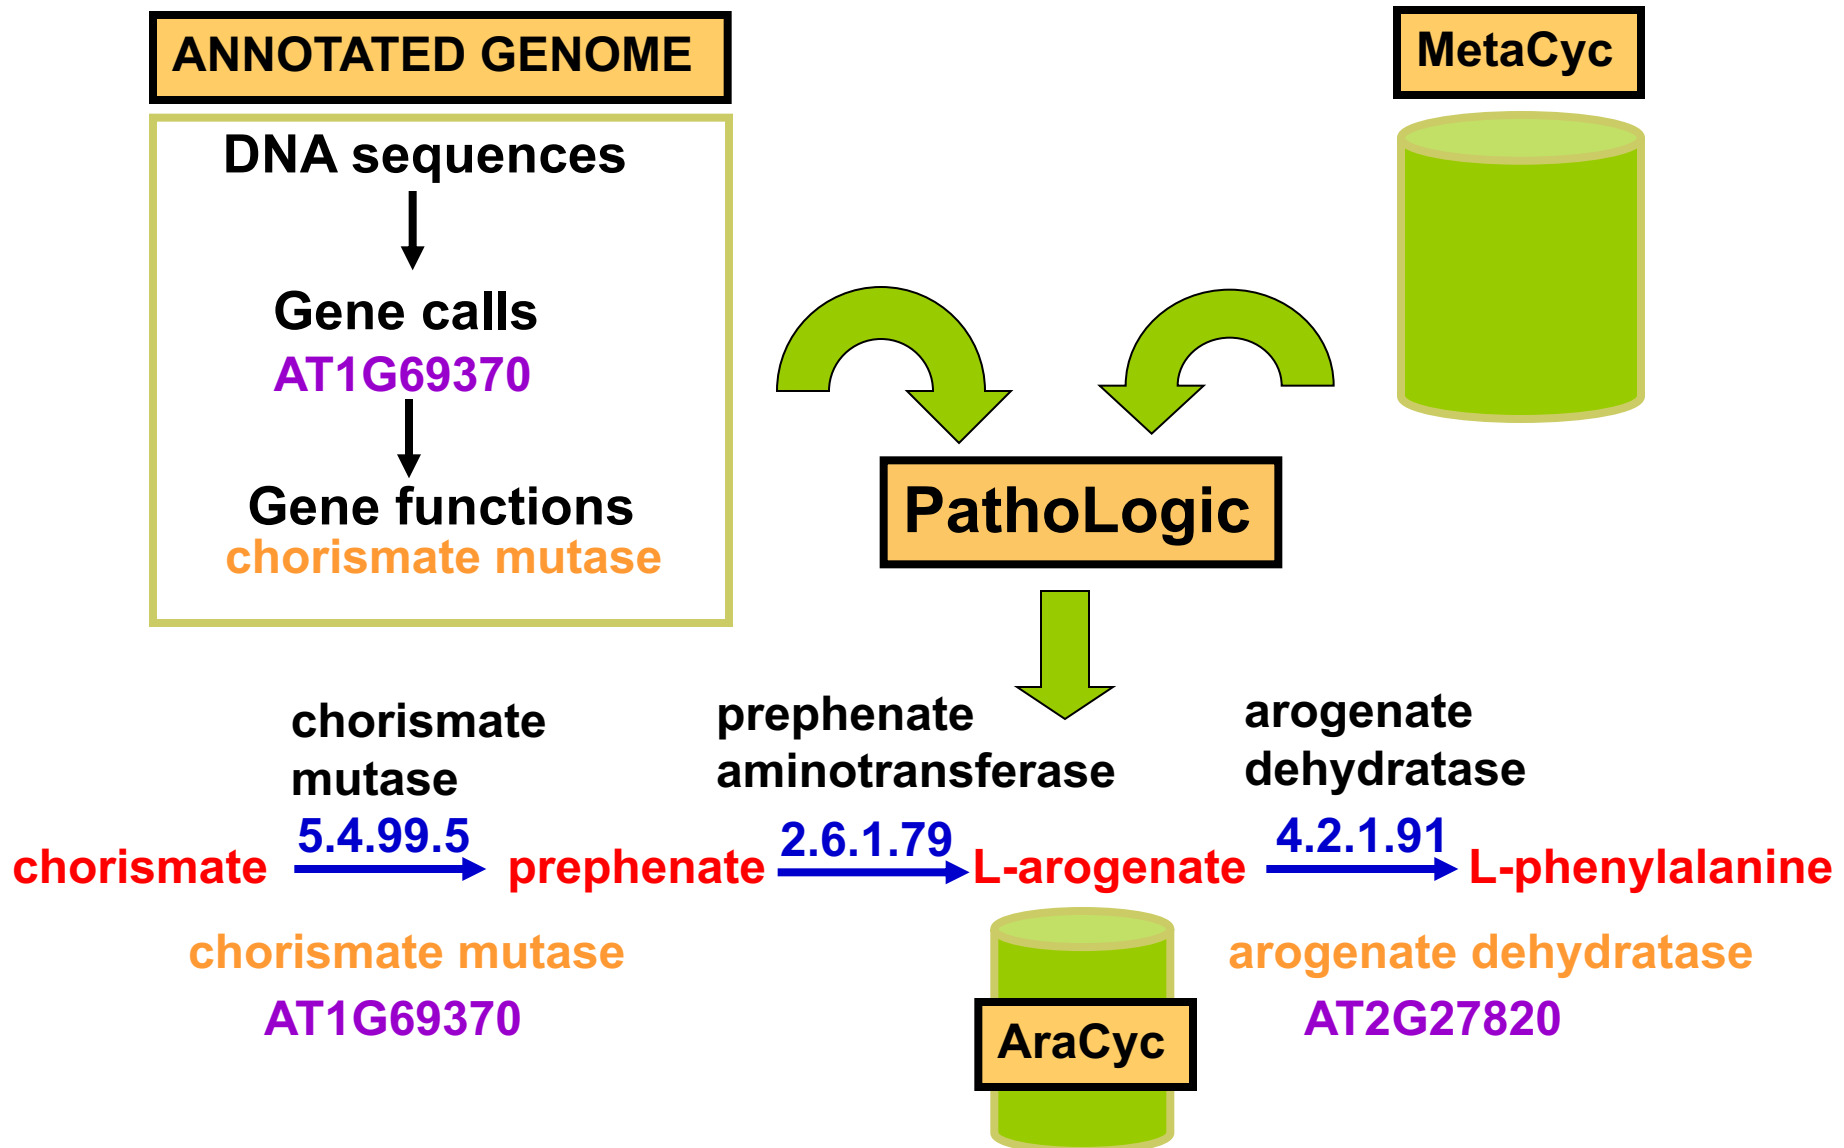 ANNOTATED GENOME
MetaCyc
DNA sequences
Gene calls
AT1G69370
Gene functions
chorismate mutase
PathoLogic
chorismate
mutase
5.4.99.5
prephenate
aminotransferase
2.6.1.79
arogenate
dehydratase
4.2.1.91
chorismate
prephenate
L-arogenate
L-phenylalanine
chorismate mutase
AT1G69370
AraCyc
arogenate dehydratase
AT2G27820